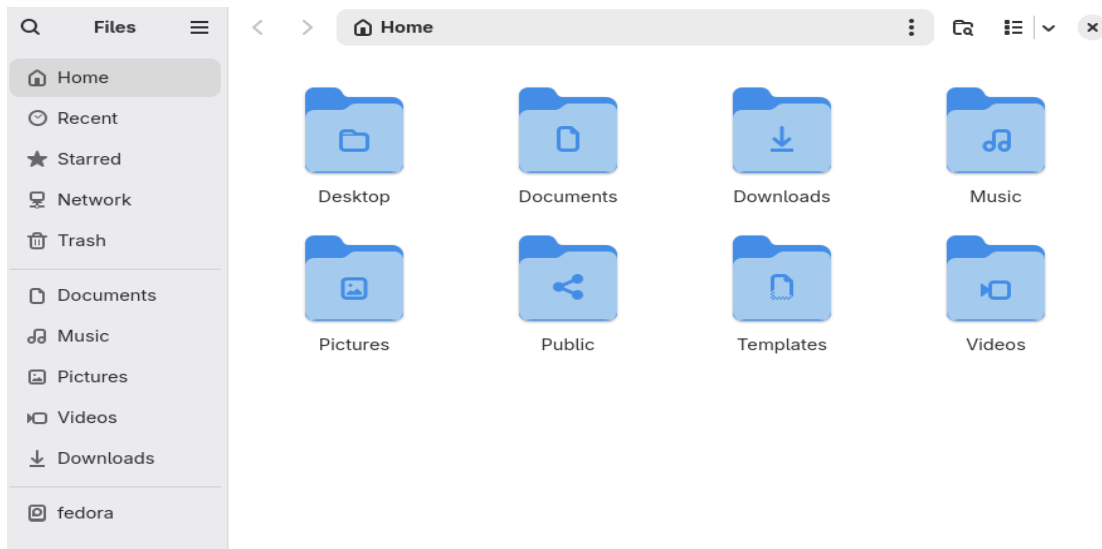 Files
Home
Recent
Starred
Network
Trash
Documents
Music
Pictures
Videos
Downloads
fedora
Home
Desktop
Documents
Downloads
Music
Pictures
Public
Templates
Videos